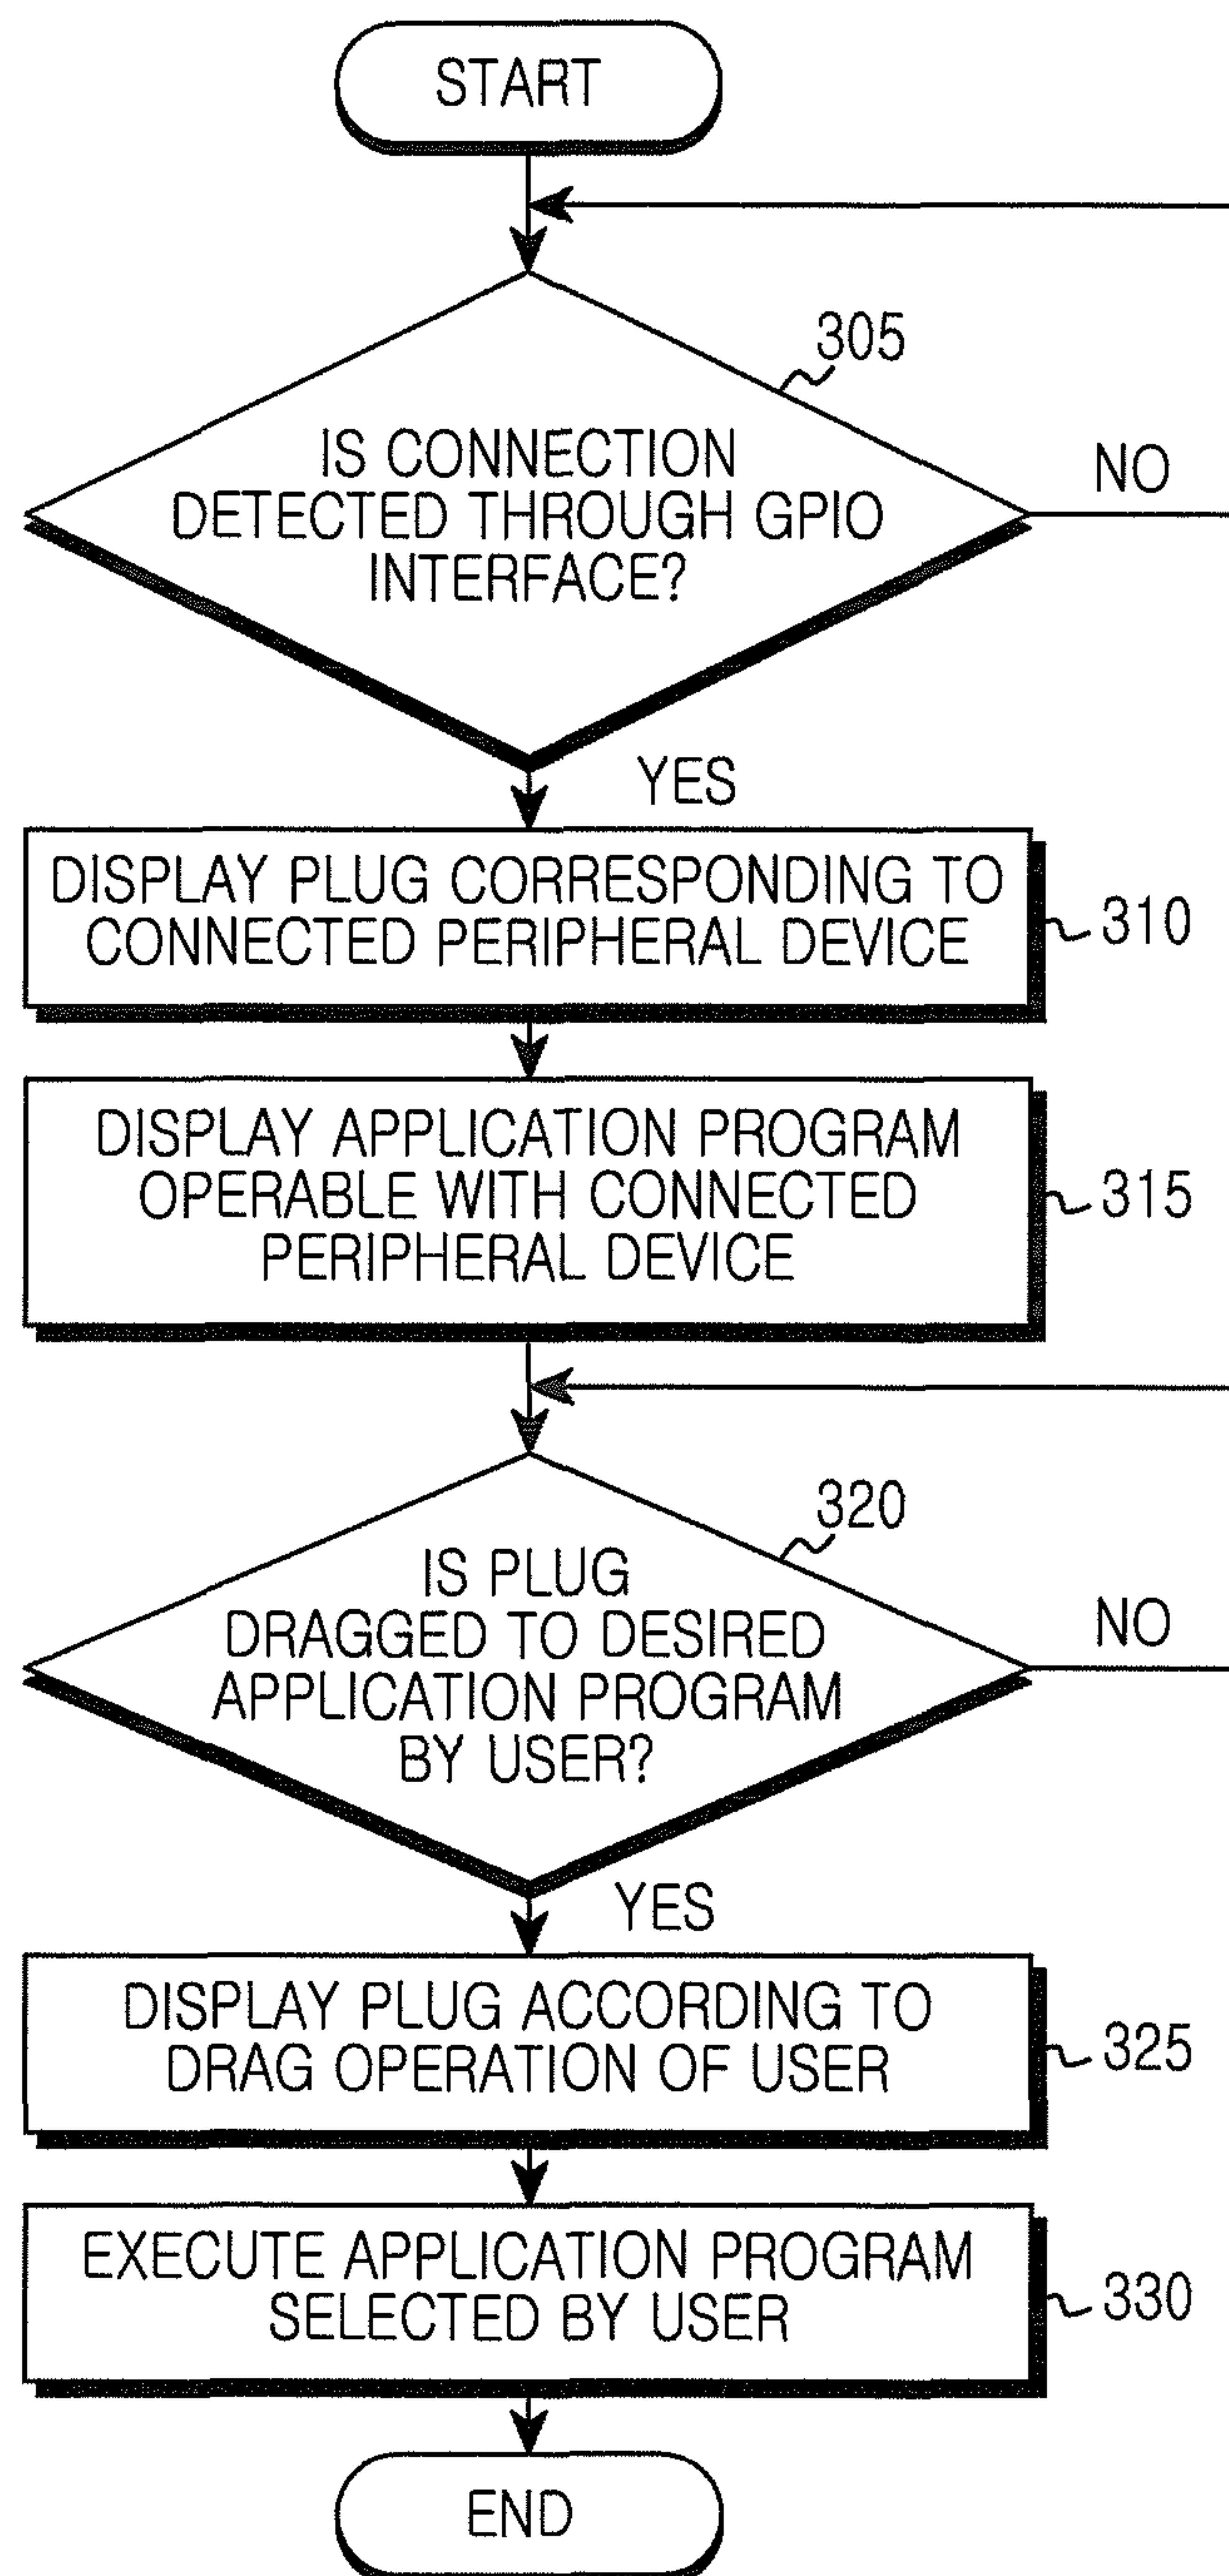 START
305
IS CONNECTION
DETECTED THROUGH GPIO
INTERFACE?
NO
YES
DISPLAY PLUG CORRESPONDING TO
CONNECTED PERIPHERAL DEVICE
310
DISPLAY APPLICATION PROGRAM
OPERABLE WITH CONNECTED
PERIPHERAL DEVICE
315
320
IS PLUG
DRAGGED TO DESIRED
APPLICATION PROGRAM
BY USER?
NO
YES
DISPLAY PLUG ACCORDING TO
DRAG OPERATION OF USER
325
EXECUTE APPLICATION PROGRAM
SELECTED BY USER
330
END